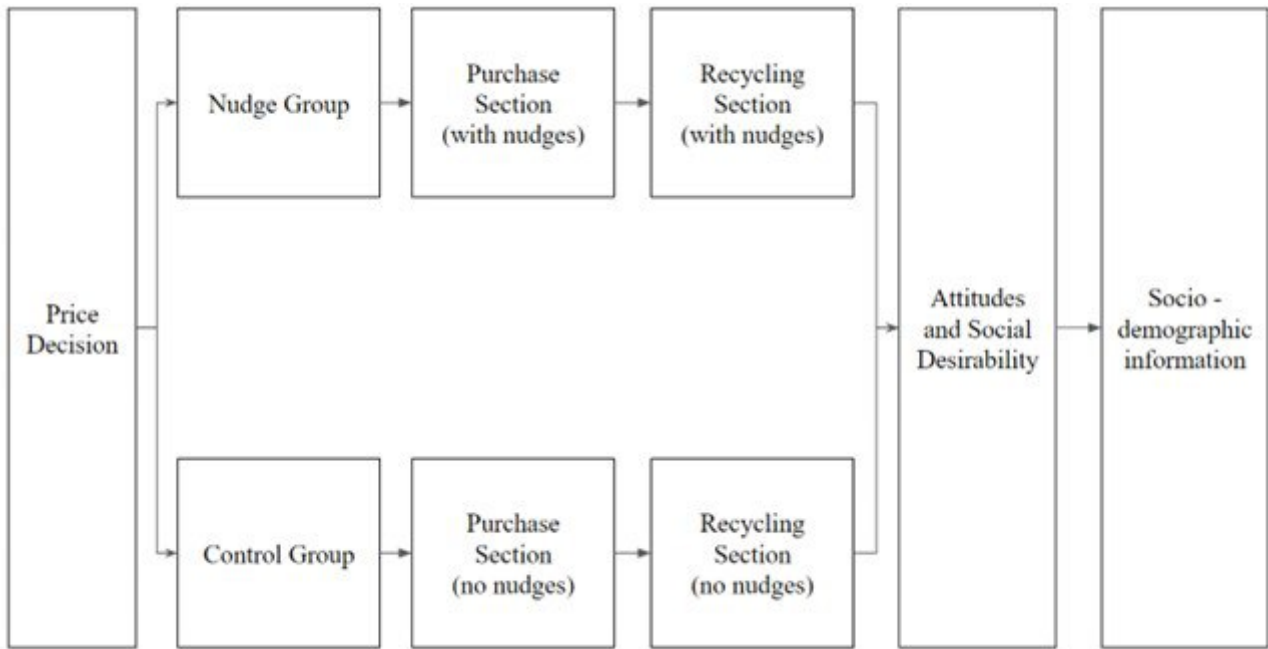 Price
Decision
Nudge Group
Purchase
Section
(with nudges)
Recycling
Section
(with nudges)
Control Group
Purchase
Section
(no nudges)
Recycling
Section
(no nudges)
Attitudes
and Social
Desirability
Socio -
demographic
information